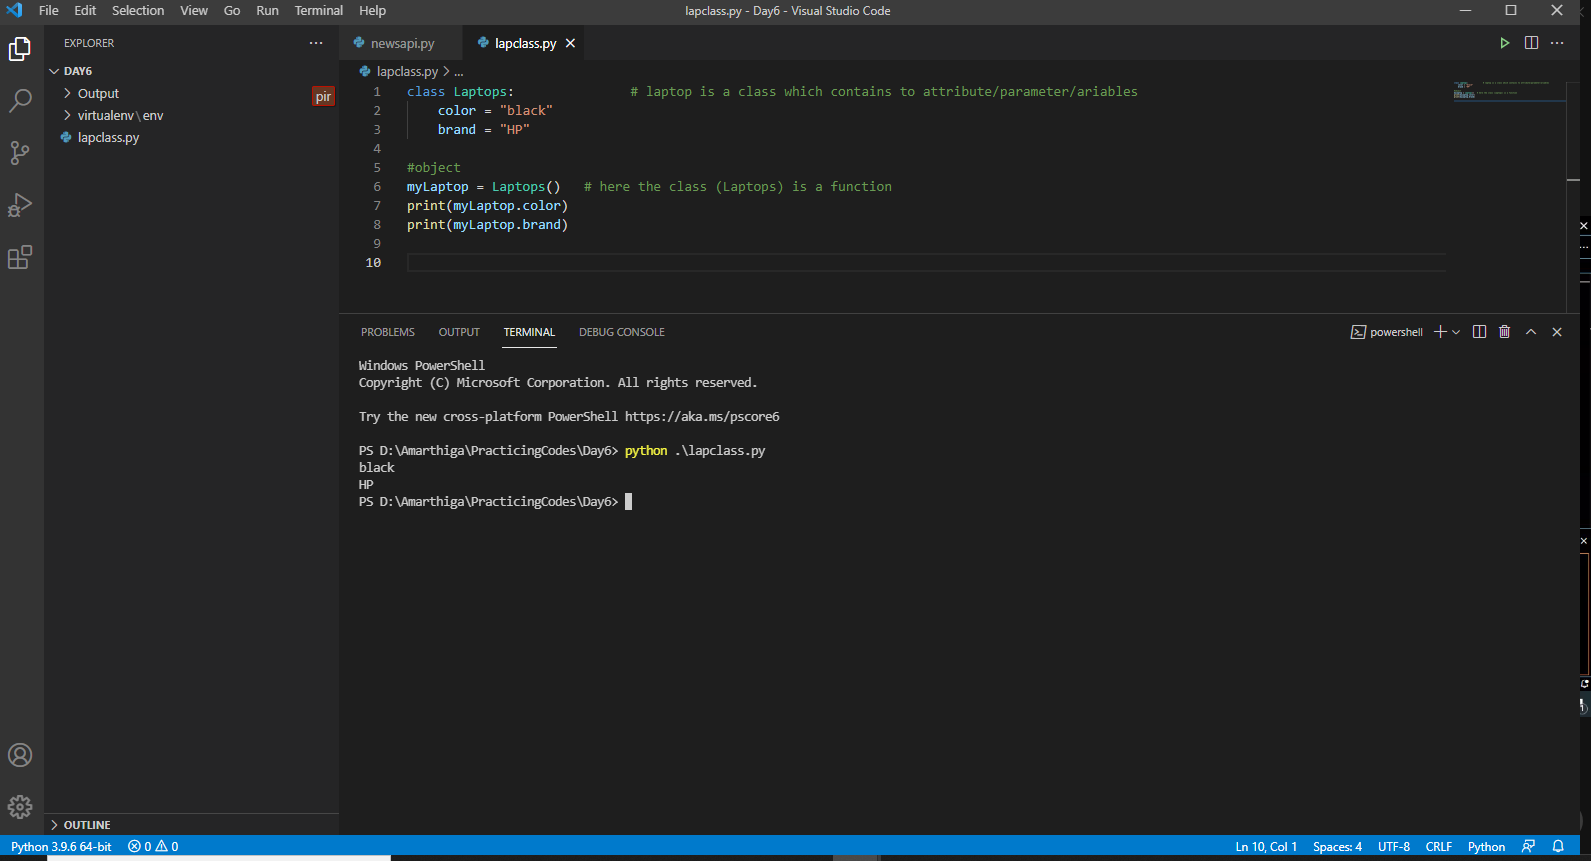 File Edit Selection View Go Run Terminal Help lapclass.py - Day6 - Visual Studio Code
EXPLORER ...
DAY6
Output
virtualenv\env
lapclass.py
pir
newsapi.py lapclass.py
lapclass.py > ...
1 class Laptops: # laptop is a class which contains to attribute/parameter/ariables
2 color = "black"
3 brand = "HP"
4
5 #object
6 myLaptop = Laptops() # here the class (Laptops) is a function
7 print(myLaptop.color)
8 print(myLaptop.brand)
9
10
PROBLEMS OUTPUT TERMINAL DEBUG CONSOLE powershell
Windows PowerShell
Copyright (C) Microsoft Corporation. All rights reserved.
Try the new cross-platform PowerShell https://aka.ms/pscore6
PS D:\Amarthiga\PracticingCodes\Day6> python .\lapclass.py
black
HP
PS D:\Amarthiga\PracticingCodes\Day6>
OUTLINE
Python 3.9.6 64-bit 0 0 Ln 10, Col 1 Spaces: 4 UTF-8 CRLF Python